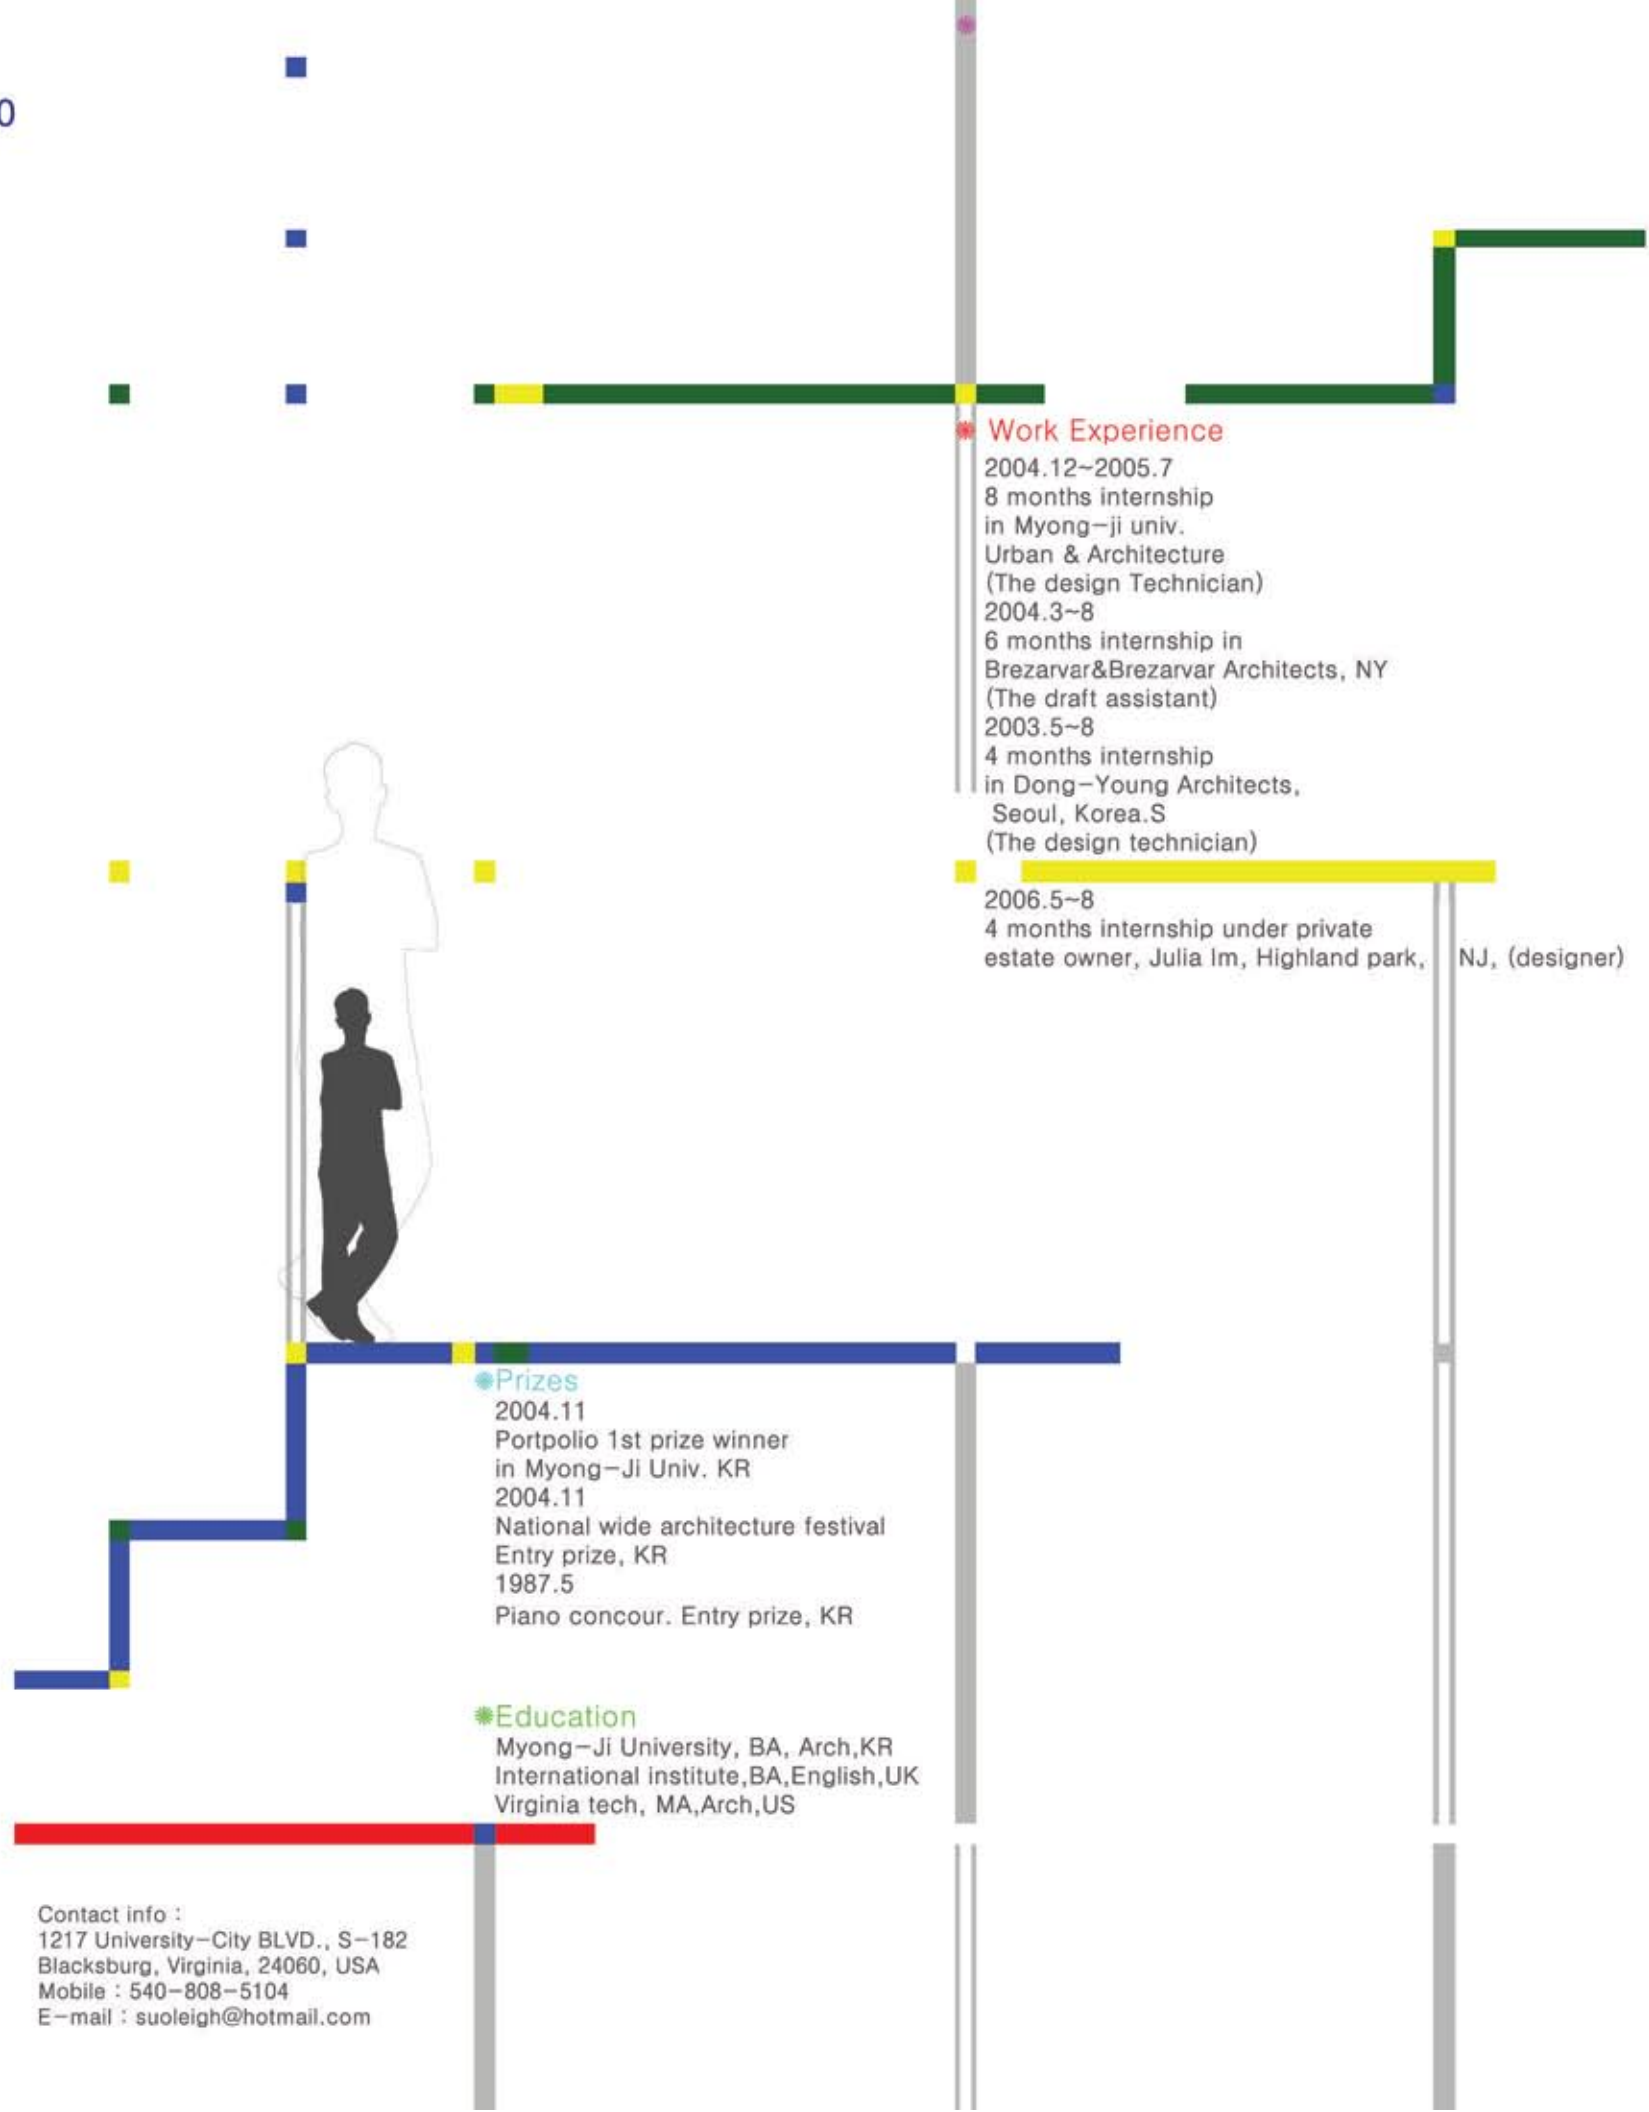 0
Work Experience
2004.12~2005.7
8 months internship
in Myong-ji univ.
Urban & Architecture
(The design Technician)
2004.3~8
6 months internship in
Brezarvar&Brezarvar Architects, NY
(The draft assistant)
2003.5~8
4 months internship
in Dong-Young Architects,
Seoul, Korea.S
(The design technician)
2006.5~8
4 months internship under private
estate owner, Julia Im, Highland park, NJ, (designer)
Prizes
2004.11
Portpolio 1st prize winner
in Myong-Ji Univ. KR
2004.11
National wide architecture festival
Entry prize, KR
1987.5
Piano concour. Entry prize, KR
Education
Myong-Ji University, BA, Arch,KR
International institute,BA,English,UK
Virginia tech, MA,Arch,US
Contact info :
1217 University-City BLVD., S-182
Blacksburg, Virginia, 24060, USA
Mobile : 540-808-5104
E-mail : suoleigh@hotmail.com